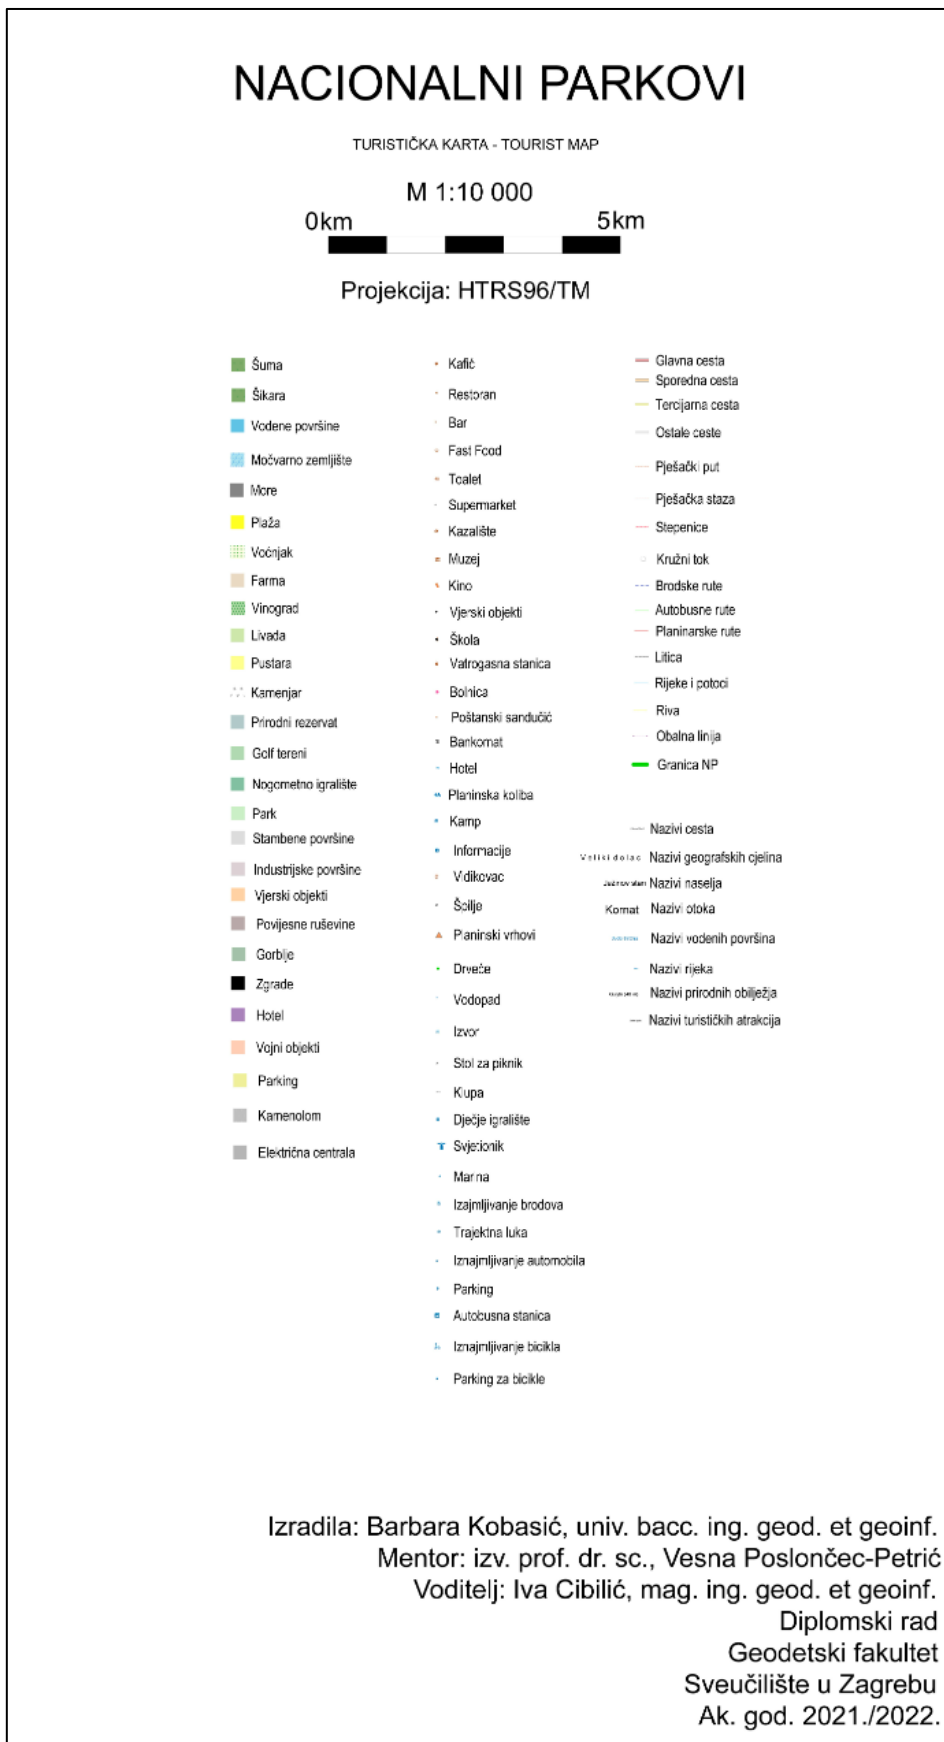 NACIONALNI PARKOVI
TURISTIČKA KARTA - TOURIST MAP
M 1:10 000
0km 5km
Projekcija: HTRS96/TM
Šuma
Šikara
Vodene površine
Močvarno zemljište
More
Plaža
Voćnjak
Farma
Vinograd
Livada
Pustara
Kamenjar
Prirodni rezervat
Golf tereni
Nogometno igralište
Park
Stambene površine
Industrijske površine
Vjerski objekti
Povijesne ruševine
Gorblje
Zgrade
Hotel
Vojni objekti
Parking
Kamenolom
Električna centrala
Kafić
Restoran
Bar
Fast Food
Toalet
Supermarket
Kazalište
Muzej
Kino
Vjerski objekti
Škola
Vatrogasna stanica
Bolnica
Poštanski sandučić
Bankomat
Hotel
Planinska koliba
Kamp
Informacije
Vidikovac
Špilje
Planinski vrhovi
Drveće
Vodopad
Izvor
Stol za piknik
Klupa
Dječje igralište
Svjetionik
Marina
Izajmljivanje brodova
Trajektna luka
Iznajmljivanje automobila
Parking
Autobusna stanica
Iznajmljivanje bicikla
Parking za bicikle
Glavna cesta
Sporedna cesta
Tercijarna cesta
Ostale ceste
Pješački put
Pješačka staza
Stepenice
Kružni tok
Brodske rute
Autobusne rute
Planinarske rute
Litica
Rijeke i potoci
Riva
Obalna linija
Granica NP
Nazivi cesta
Veliki dolac Nazivi geografskih cjelina
Nazivi naselja
Kornat Nazivi otoka
Nazivi vodenih površina
Nazivi rijeka
Nazivi prirodnih obilježja
Nazivi turističkih atrakcija
Izradila: Barbara Kobasić, univ. bacc. ing. geod. et geoinf.
Mentor: izv. prof. dr. sc., Vesna Poslončec-Petrić
Voditelj: Iva Cibilić, mag. ing. geod. et geoinf.
Diplomski rad
Geodetski fakultet
Sveučilište u Zagrebu
Ak. god. 2021./2022.